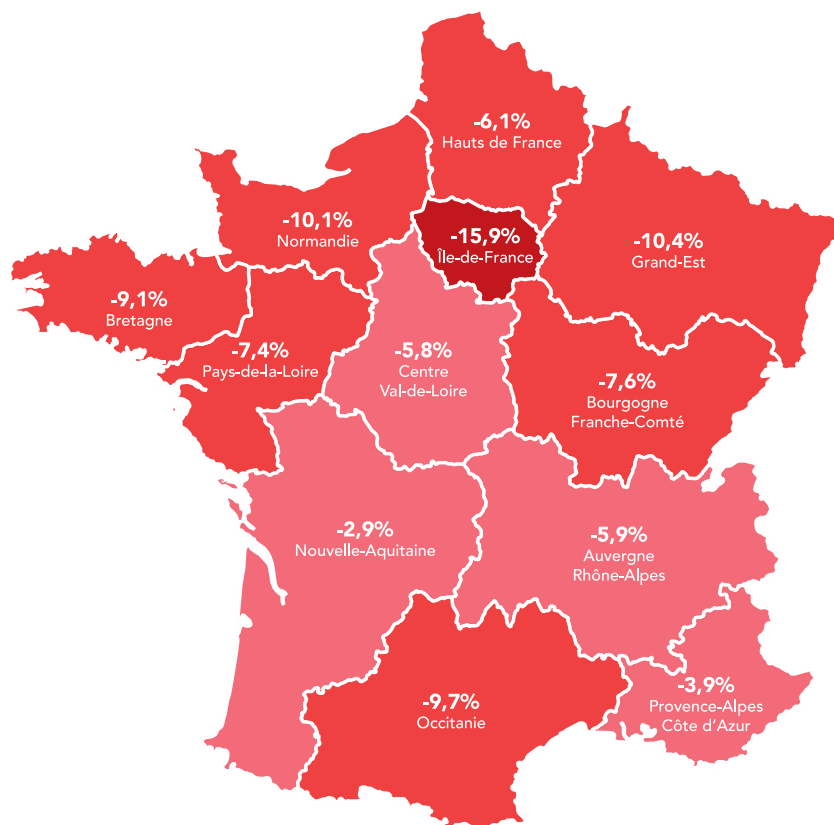 -6,1%
Hauts de France
-10,1%
Normandie
-15,9%
Île-de-France
-10,4%
Grand-Est
-9,1%
Bretagne
-7,4%
Pays-de-la-Loire
-5,8%
Centre
Val-de-Loire
-7,6%
Bourgogne
Franche-Comté
-2,9%
Nouvelle-Aquitaine
-5,9%
Auvergne
Rhône-Alpes
-9,7%
Occitanie
-3,9%
Provence-Alpes
Côte d'Azur